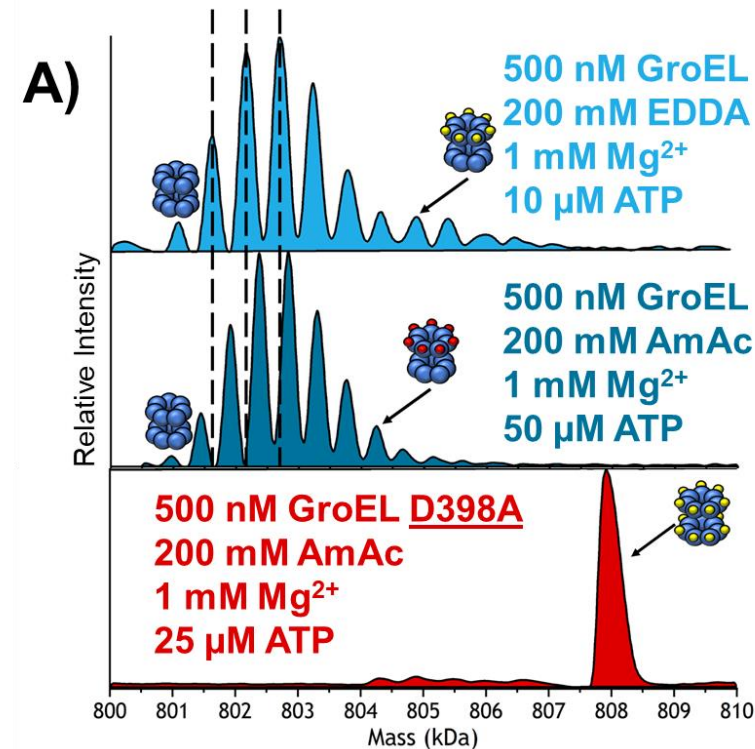 A)
500 nM GroEL
200 mM EDDA
1 mM Mg²⁺
10 µM ATP
500 nM GroEL
200 mM AmAc
1 mM Mg²⁺
50 µM ATP
Relative Intensity
500 nM GroEL D398A
200 mM AmAc
1 mM Mg²⁺
25 µM ATP
800 801 802 803 804 805 806 807 808 809 810
Mass (kDa)